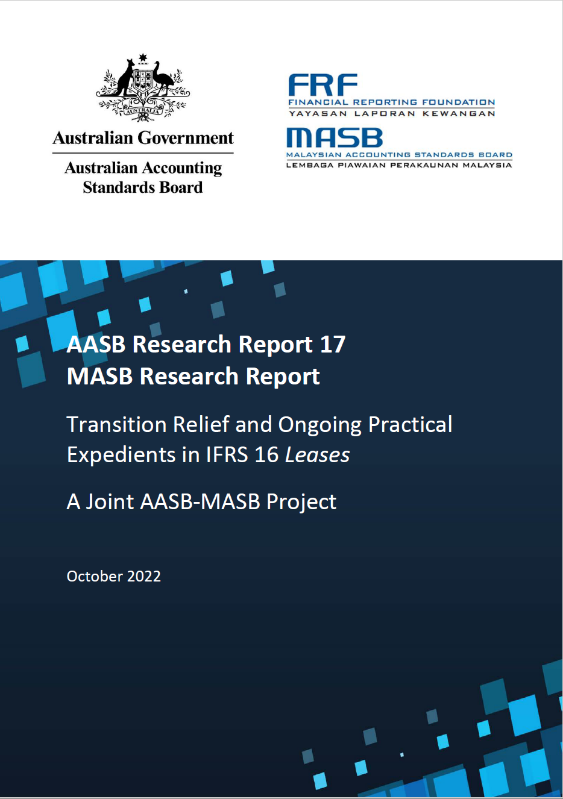 Australian Government
Australian Accounting
Standards Board
FRF
FINANCIAL REPORTING FOUNDATION
YAYASAN LAPORAN KEWANGAN
MASB
MALAYSIAN ACCOUNTING STANDARDS BOARD
LEMBAGA PIAWAIAN PERAKAUNAN MALAYSIA
AASB Research Report 17
MASB Research Report
Transition Relief and Ongoing Practical
Expedients in IFRS 16 Leases
A Joint AASB-MASB Project
October 2022